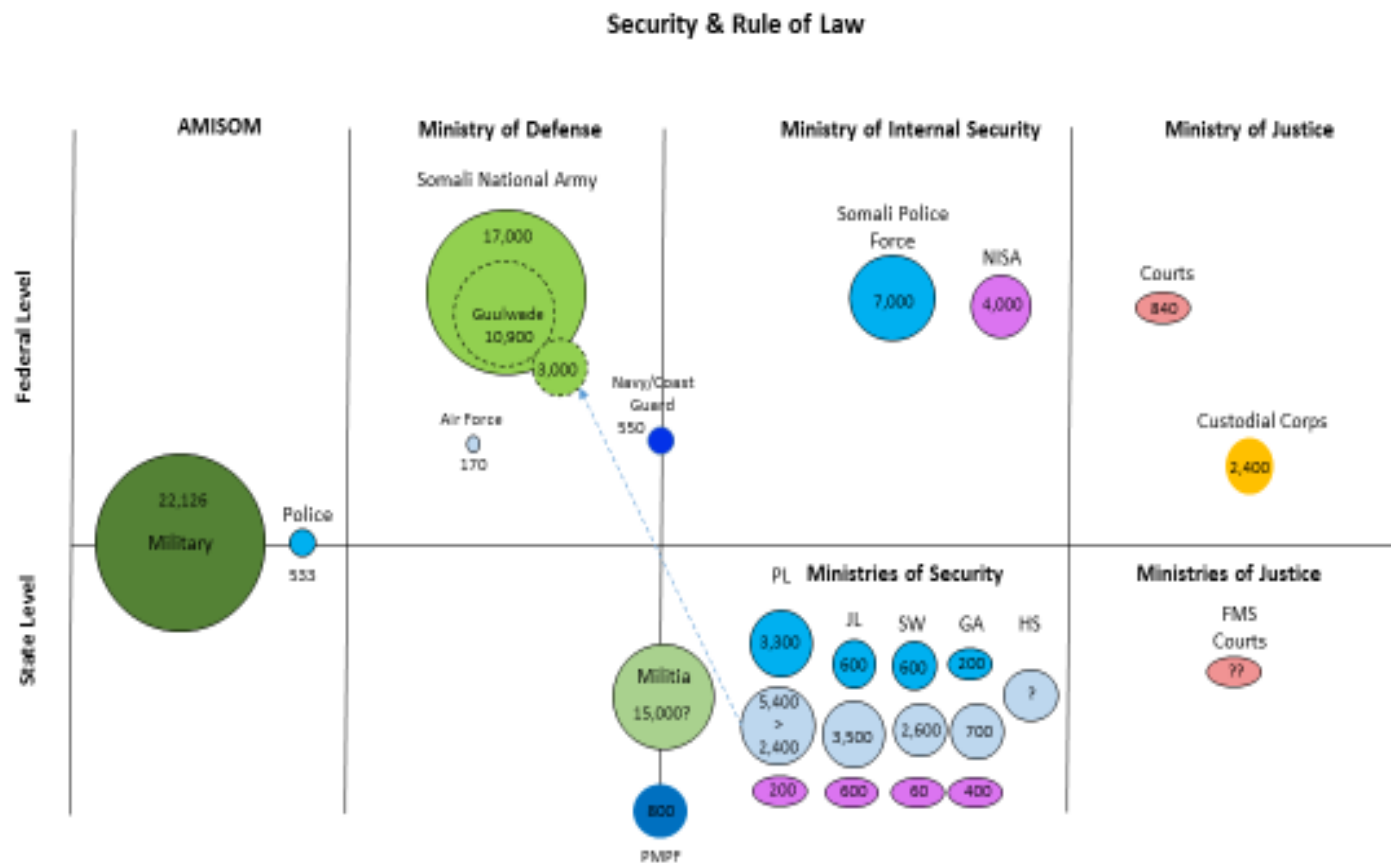 Security & Rule of Law
AMISOM
Ministry of Defense
Ministry of Internal Security
Ministry of Justice
Federal Level
Somali National Army
17,000
Guulwade
10,900
3,000
Air Force
170
Navy/Coast
Guard
550
Somali Police
Force
7,000
NISA
4,000
Courts
840
Custodial Corps
2,400
22,126
Military
Police
533
State Level
Militia
15,000?
800
PMPF
Ministries of Security
PL
JL
SW
GA
HS
3,300
600
600
200
?
5,400
>
2,400
3,500
2,600
700
200
600
60
400
Ministries of Justice
FMS
Courts
??